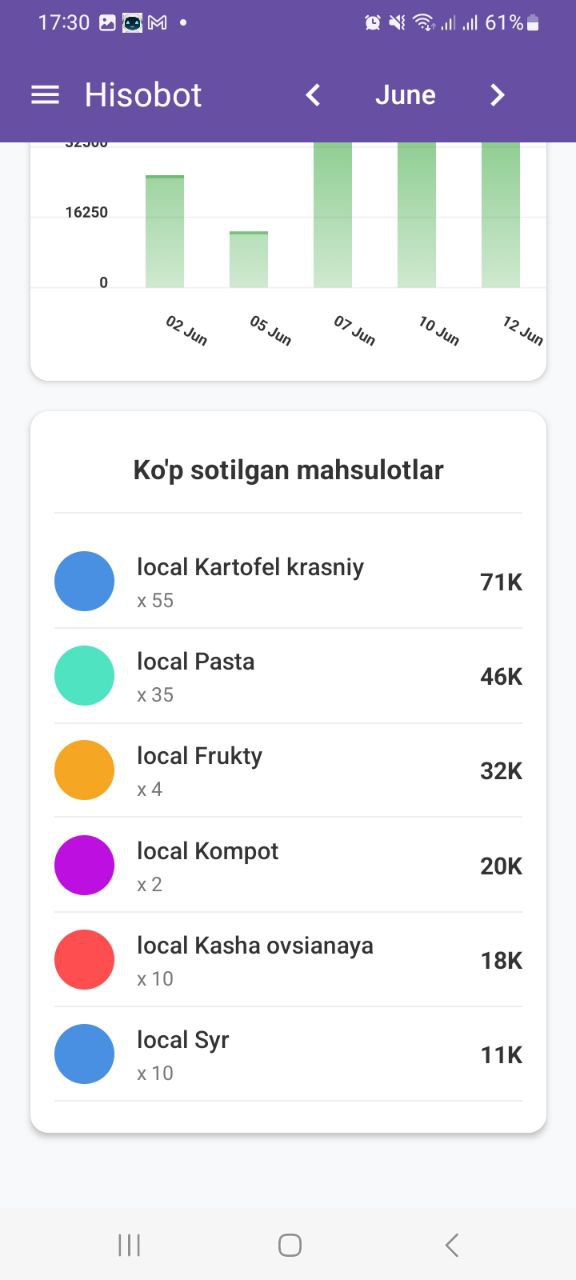 17:30 61%
Hisobot June
32500
16250
0
02 Jun 05 Jun 07 Jun 10 Jun 12 Jun
Ko'p sotilgan mahsulotlar
local Kartofel krasniy
x 55
71K
local Pasta
x 35
46K
local Frukty
x 4
32K
local Kompot
x 2
20K
local Kasha ovsianaya
x 10
18K
local Syr
x 10
11K